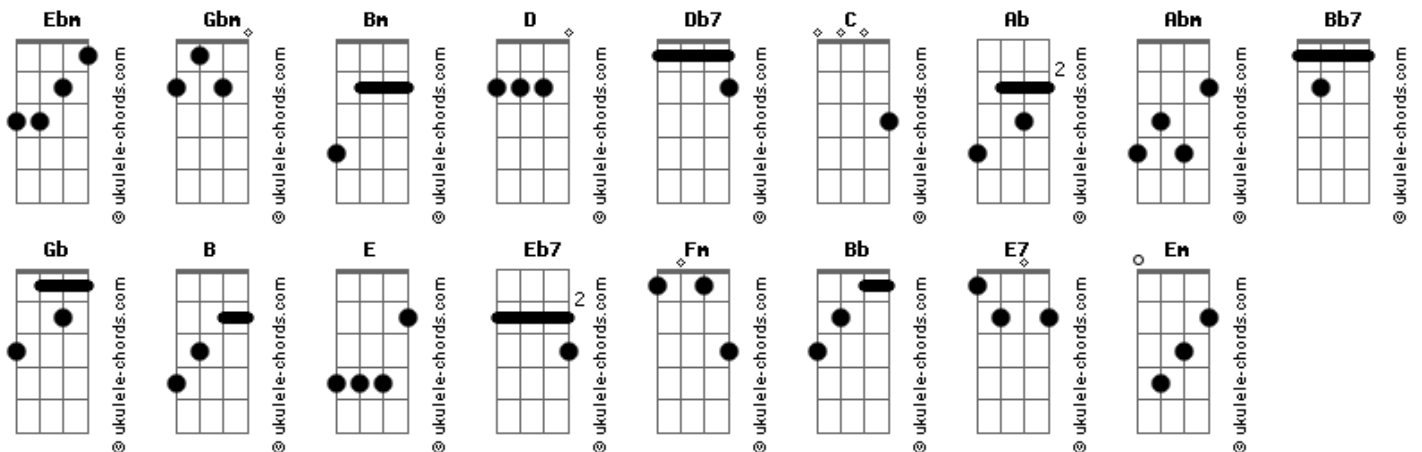 Ebm Gbm Bm D Db7 C Ab Abm Bb7
2
© ukulele-chords.com © ukulele-chords.com © ukulele-chords.com © ukulele-chords.com © ukulele-chords.com © ukulele-chords.com © ukulele-chords.com © ukulele-chords.com © ukulele-chords.com
Gb B E Eb7 Fm Bb E7 Em
2
© ukulele-chords.com © ukulele-chords.com © ukulele-chords.com © ukulele-chords.com © ukulele-chords.com © ukulele-chords.com © ukulele-chords.com © ukulele-chords.com